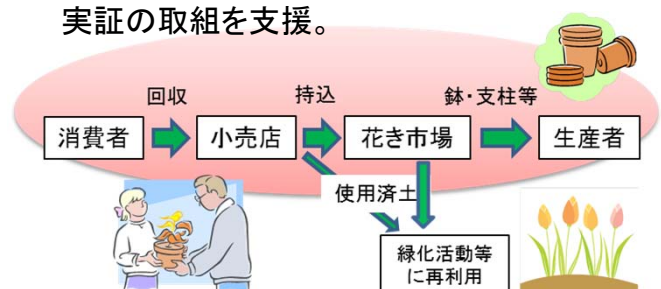 実証の取組を支援。
回収
持込
鉢・支柱等
消費者
小売店
花き市場
生産者
使用済土
緑化活動等
に再利用